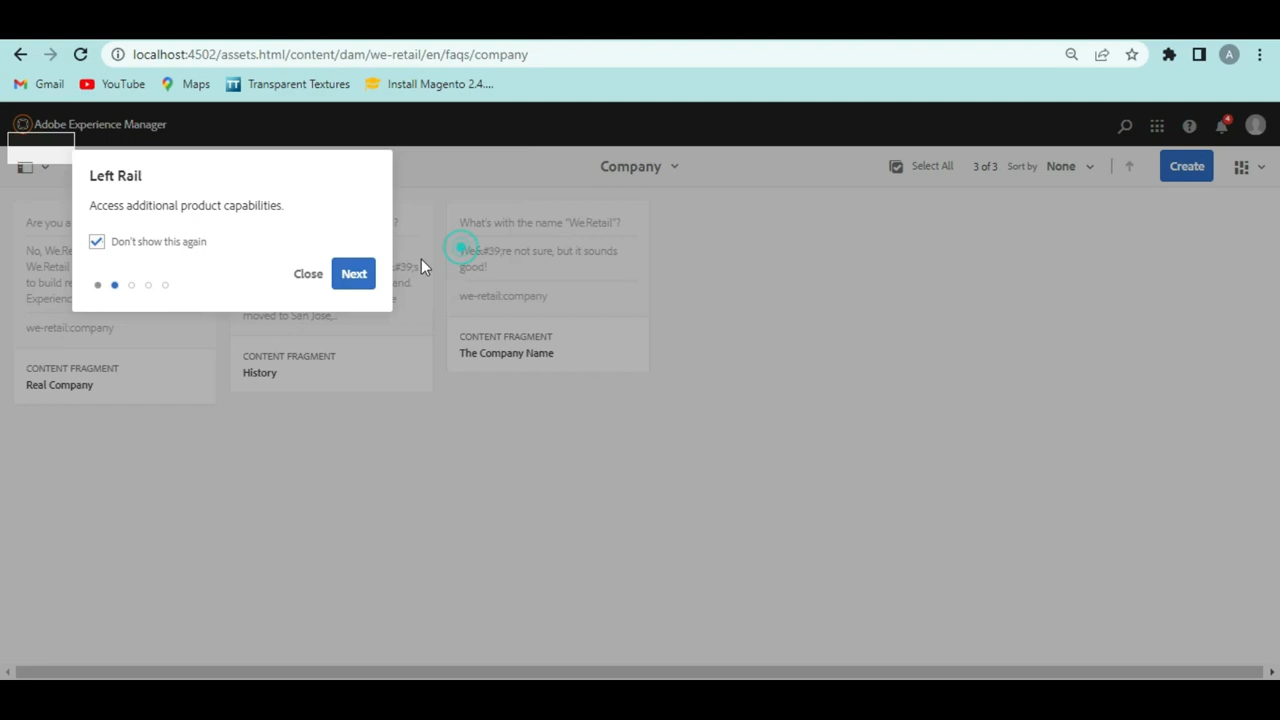 localhost:4502/assets.html/content/dam/we-retail/en/faqs/company
A
Gmail
YouTube
Maps
TT
Transparent Textures
Install Magento 2.4....
Adobe Experience Manager
4
Company
Select All
3 of 3
Sort by
None
Create
Left Rail
Access additional product capabilities.
Don't show this again
Close
Next
Are you a
No, We.Re
We.Retail
to build re
Experienc
we-retail:company
CONTENT FRAGMENT
Real Company
?
&#39;s
end.
e
moved to San Jose,..
CONTENT FRAGMENT
History
What's with the name "We.Retail"?
We&#39;re not sure, but it sounds
good!
we-retail:company
CONTENT FRAGMENT
The Company Name